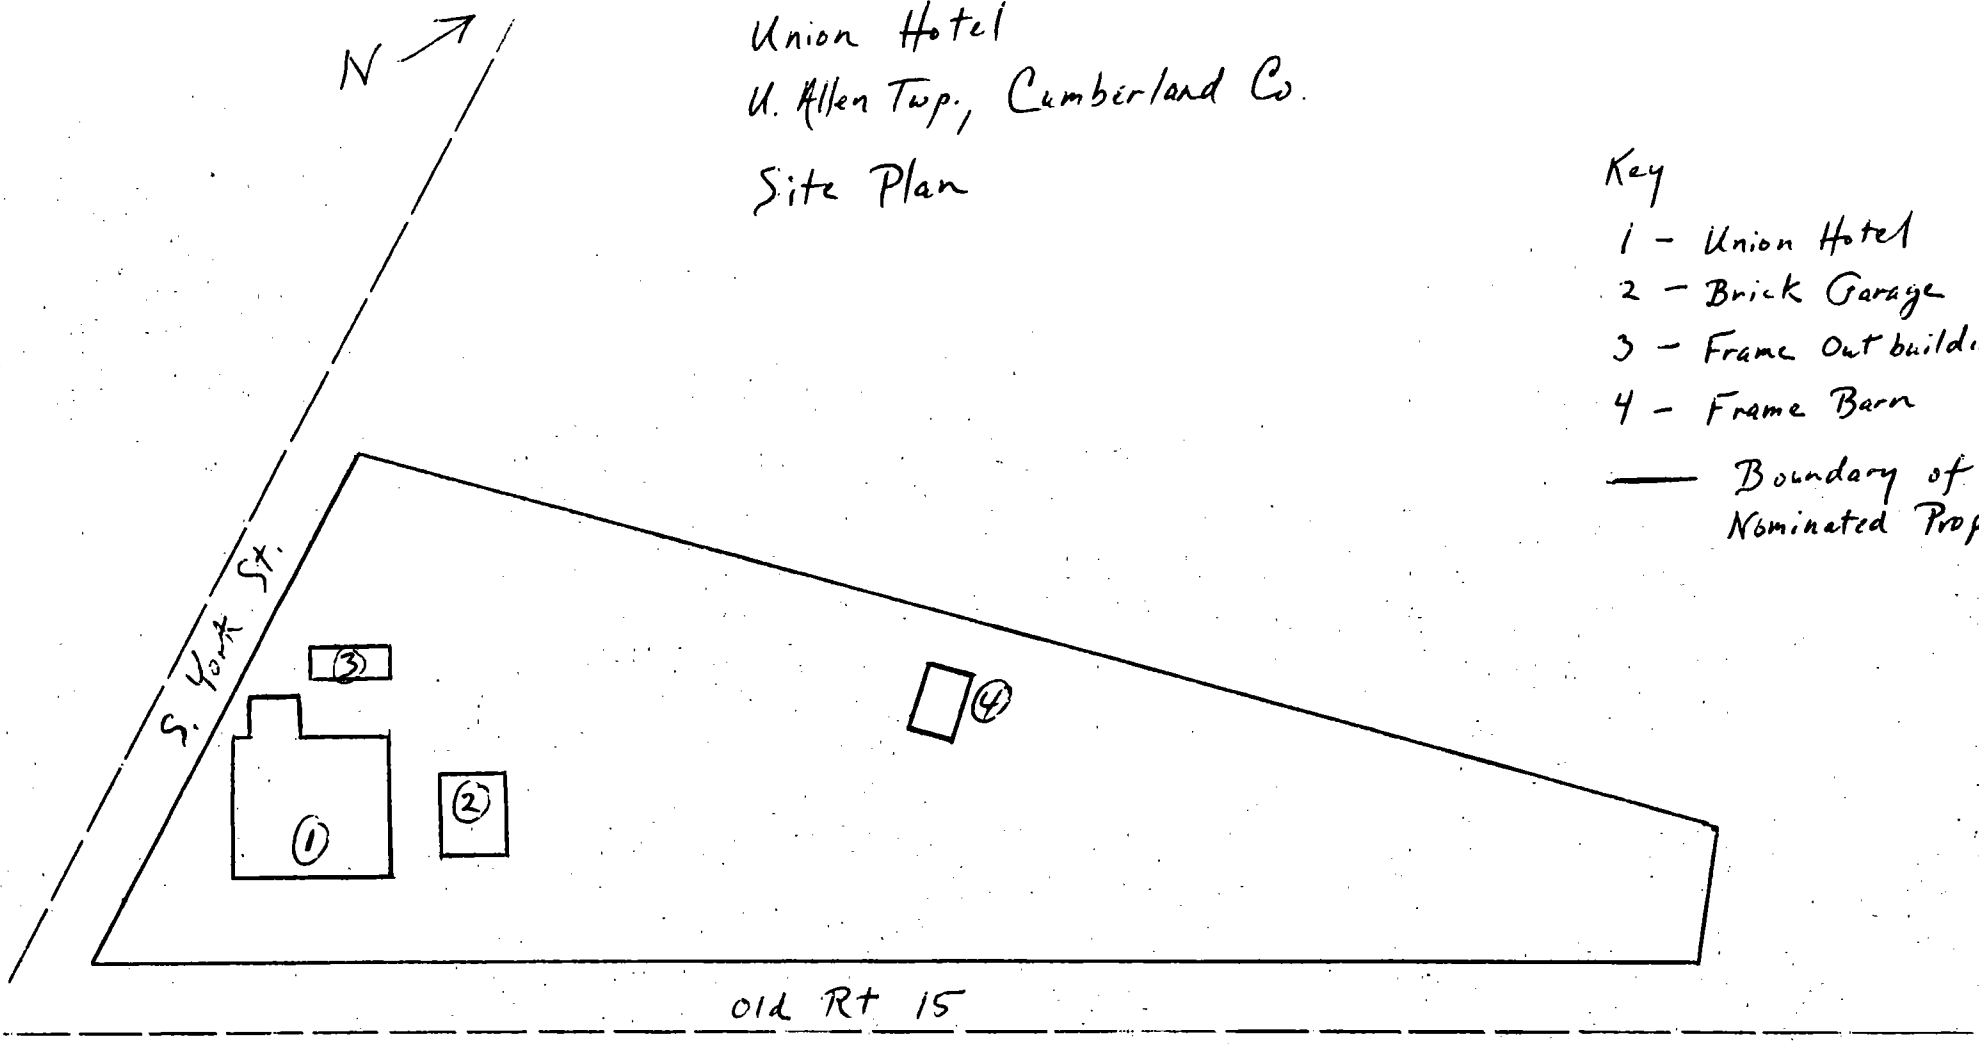 N
Union Hotel
U. Allen Twp., Cumberland Co.
Site Plan
Key
1 - Union Hotel
2 - Brick Garage
3 - Frame Outbuildi
4 - Frame Barn
Boundary of
Nominated Prop
S. York St.
3
4
2
1
Old Rt 15